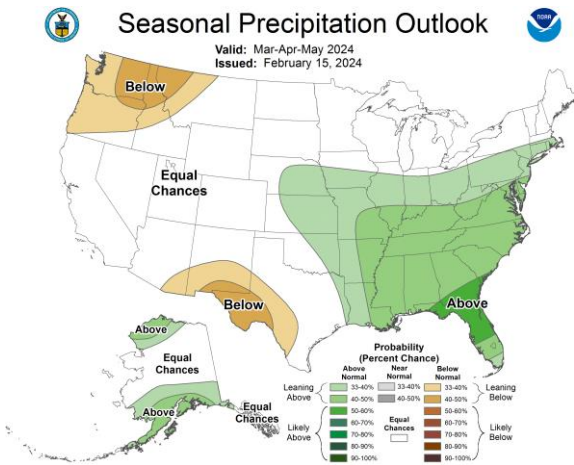 Seasonal Precipitation Outlook
NOAA
Valid: Mar-Apr-May 2024
Issued: February 15, 2024
Below
Equal
Chances
Below
Above
Above
Equal
Chances
Above
Equal
Chances
Probability
(Percent Chance)
Above
Normal
Near
Normal
Below
Normal
Leaning
Above
33-40%
33-40%
33-40%
Leaning
Below
40-50%
40-50%
40-50%
Likely
Above
50-60%
Equal
Chances
50-60%
Likely
Below
60-70%
60-70%
70-80%
70-80%
80-90%
80-90%
90-100%
90-100%